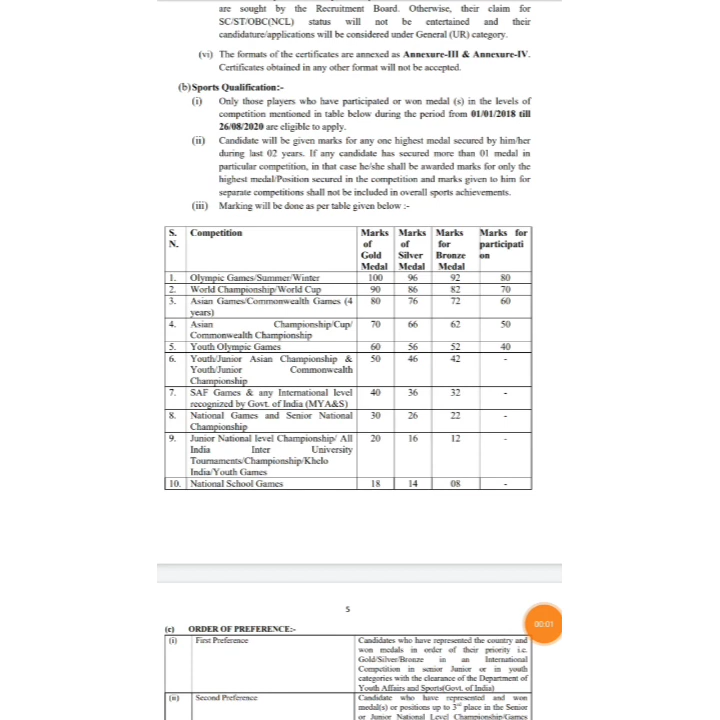 are sought by the Recruitment Board. Otherwise, their claim for
SC/ST/OBC(NCL) status will not be entertained and their
candidature/applications will be considered under General (UR) category.
(vi) The formats of the certificates are annexed as Annexure-III & Annexure-IV.
Certificates obtained in any other format will not be accepted.
(b) Sports Qualification:-
(i) Only those players who have participated or won medal (s) in the levels of
competition mentioned in table below during the period from 01/01/2018 till
26/08/2020 are eligible to apply.
(ii) Candidate will be given marks for any one highest medal secured by him/her
during last 02 years. If any candidate has secured more than 01 medal in
particular competition, in that case he/she shall be awarded marks for only the
highest medal/Position secured in the competition and marks given to him for
separate competitions shall not be included in overall sports achievements.
(iii) Marking will be done as per table given below :-
S. Competition Marks Marks Marks Marks for
N. of of for participati
Gold Silver Bronze on
Medal Medal Medal
1. Olympic Games/Summer/Winter 100 96 92 80
2. World Championship/World Cup 90 86 82 70
3. Asian Games/Commonwealth Games (4 80 76 72 60
years)
4. Asian Championship/Cup/ 70 66 62 50
Commonwealth Championship
5. Youth Olympic Games 60 56 52 40
6. Youth/Junior Asian Championship & 50 46 42 -
Youth/Junior Commonwealth
Championship
7. SAF Games & any International level 40 36 32 -
recognized by Govt. of India (MYA&S)
8. National Games and Senior National 30 26 22 -
Championship
9. Junior National level Championship/ All 20 16 12 -
India Inter University
Tournaments/Championship/Khelo
India/Youth Games
10. National School Games 18 14 08 -
5
00:01
(c) ORDER OF PREFERENCE:-
(i) First Preference Candidates who have represented the country and
won medals in order of their priority i.e.
Gold/Silver/Bronze in an International
Competition in senior Junior or in youth
categories with the clearance of the Department of
Youth Affairs and Sports(Govt. of India)
(ii) Second Preference Candidate who have represented and won
medal(s) or positions up to 3rd place in the Senior
or Junior National Level Championship/Games